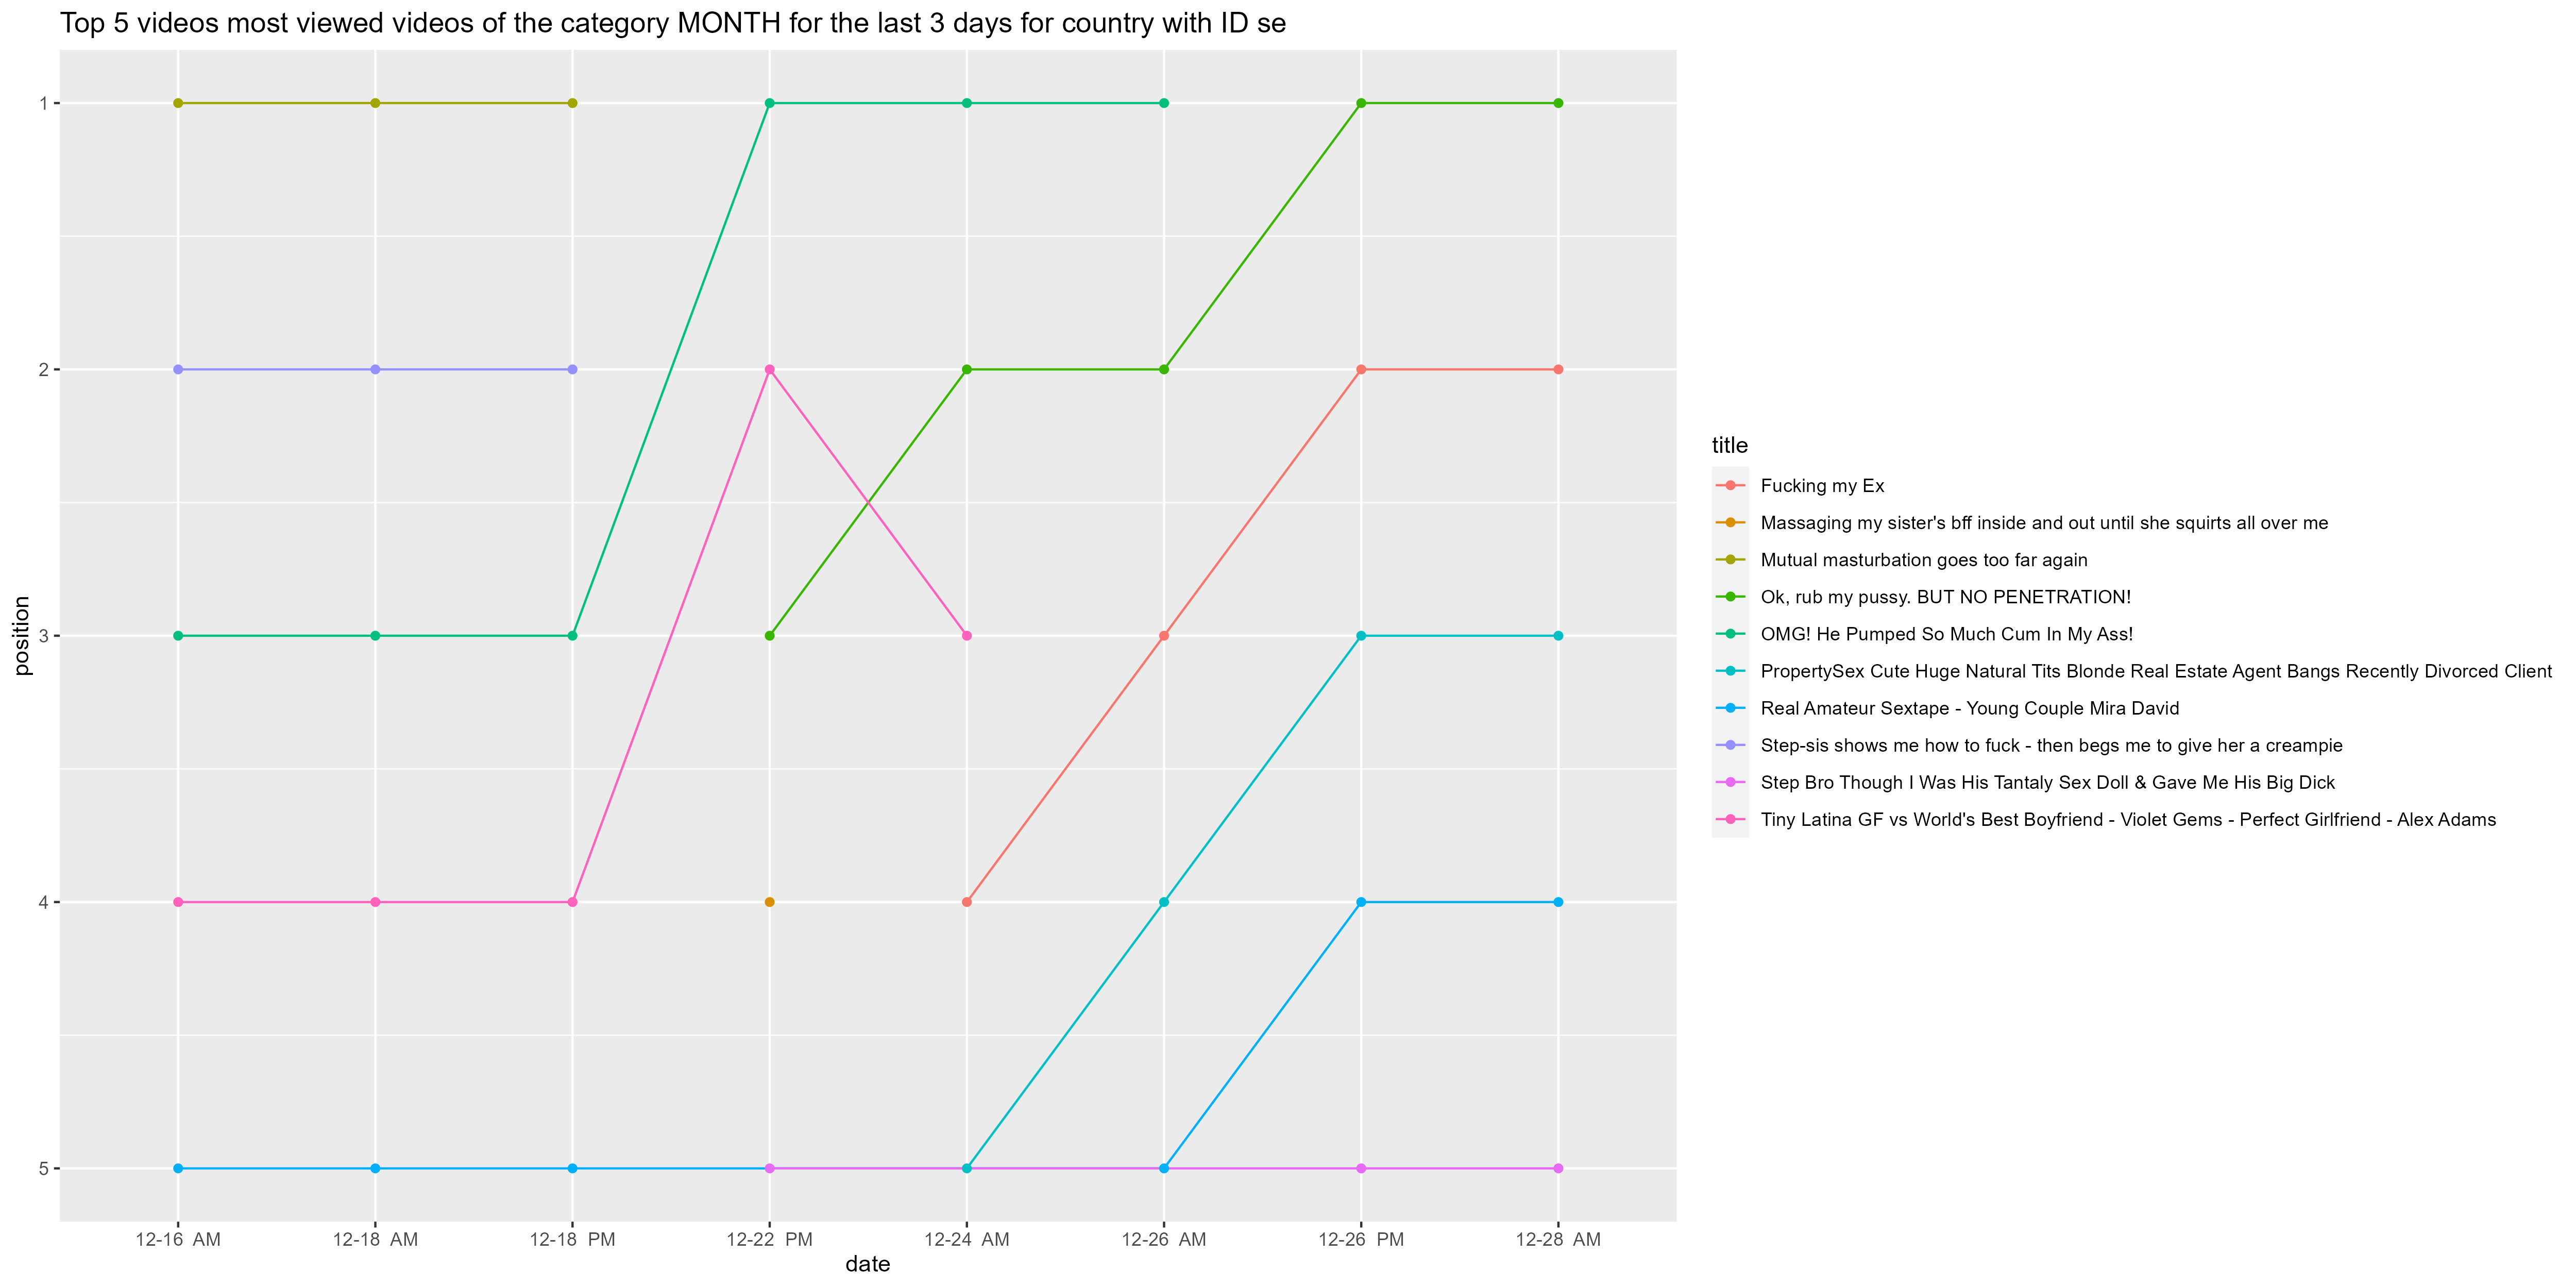 Top 5 videos most viewed videos of the category MONTH for the last 3 days for country with ID se
position
1
2
3
4
5
12-16 AM
12-18 AM
12-18 PM
12-22 PM
12-24 AM
12-26 AM
12-26 PM
12-28 AM
date
title
Fucking my Ex
Massaging my sister's bff inside and out until she squirts all over me
Mutual masturbation goes too far again
Ok, rub my pussy. BUT NO PENETRATION!
OMG! He Pumped So Much Cum In My Ass!
PropertySex Cute Huge Natural Tits Blonde Real Estate Agent Bangs Recently Divorced Client
Real Amateur Sextape - Young Couple Mira David
Step-sis shows me how to fuck - then begs me to give her a creampie
Step Bro Though I Was His Tantaly Sex Doll & Gave Me His Big Dick
Tiny Latina GF vs World's Best Boyfriend - Violet Gems - Perfect Girlfriend - Alex Adams